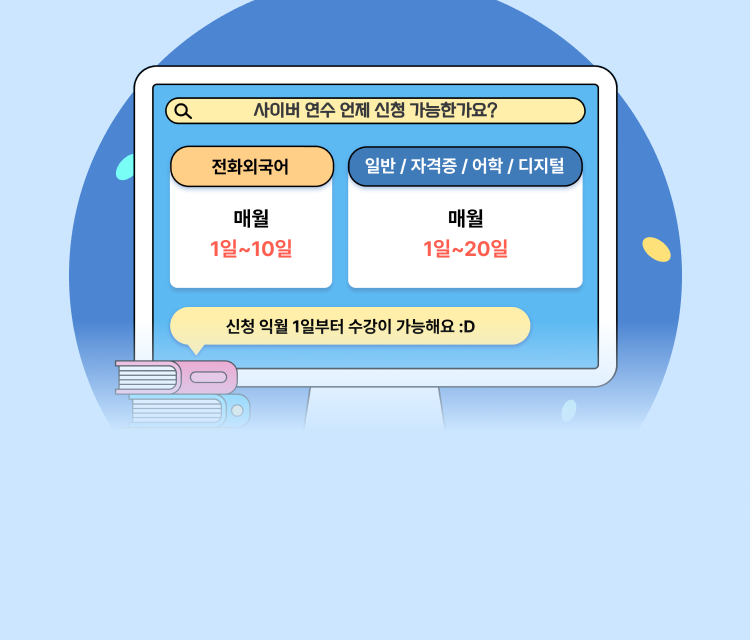 사이버 연수 언제 신청 가능한가요?
전화외국어
매월
1일~10일
일반 / 자격증 / 어학 / 디지털
매월
1일~20일
신청 익월 1일부터 수강이 가능해요 :D